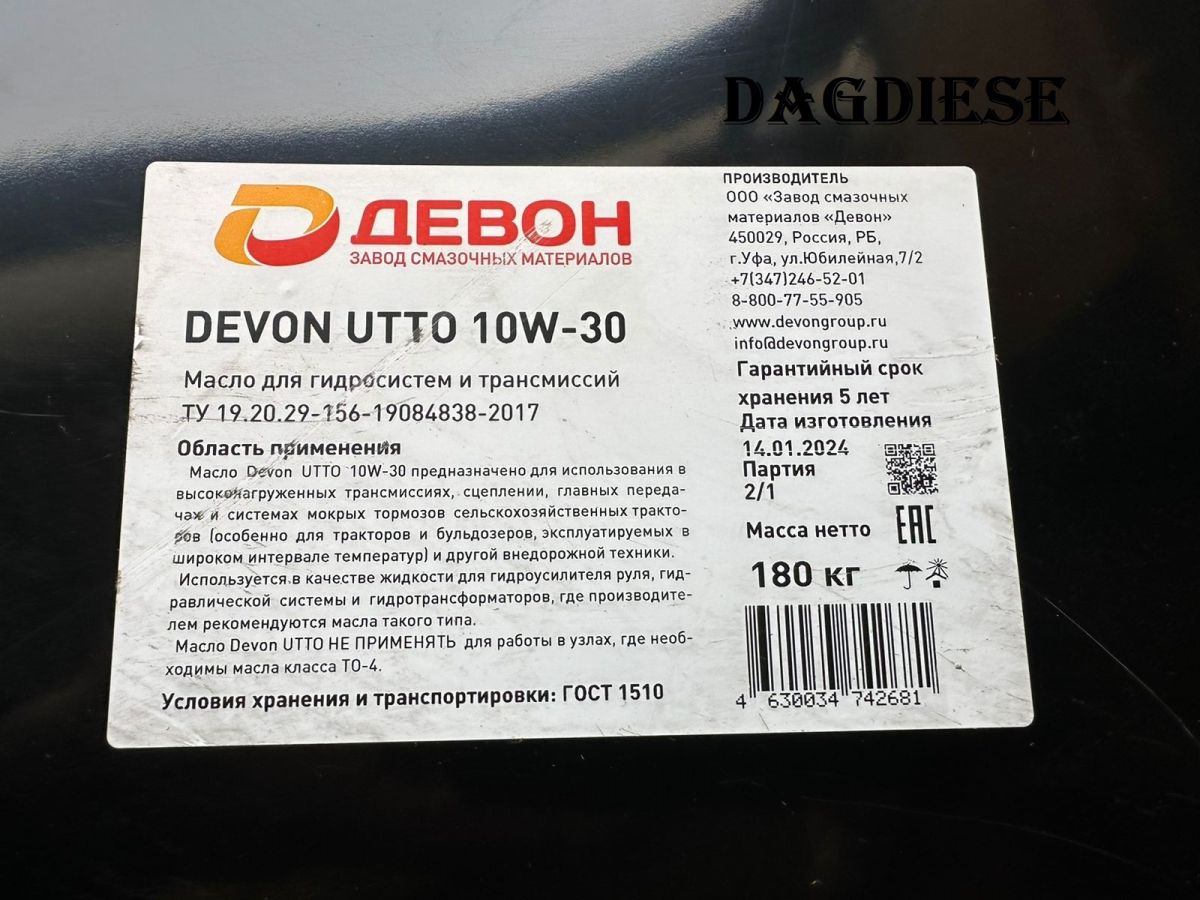 DAGDIESE
ДЕВОН
ЗАВОД СМАЗОЧНЫХ МАТЕРИАЛОВ
DEVON UTTO 10W-30
Масло для гидросистем и трансмиссий
ТУ 19.20.29-156-19084838-2017
Область применения
Масло Devon UTTO 10W-30 предназначено для использования в
высоконагруженных трансмиссиях, сцеплении, главных переда-
чах и системах мокрых тормозов сельскохозяйственных тракто-
ров (особенно для тракторов и бульдозеров, эксплуатируемых в
широком интервале температур) и другой внедорожной техники.
Используется в качестве жидкости для гидроусилителя руля, гид-
равлической системы и гидротрансформаторов, где производите-
лем рекомендуются масла такого типа.
Масло Devon UTTO НЕ ПРИМЕНЯТЬ для работы в узлах, где необ-
ходимы масла класса ТО-4.
Условия хранения и транспортировки: ГОСТ 1510
ПРОИЗВОДИТЕЛЬ
ООО «Завод смазочных
материалов «Девон»
450029, Россия, РБ,
г.Уфа, ул.Юбилейная,7/2
+7(347)246-52-01
8-800-77-55-905
www.devongroup.ru
info@devongroup.ru
Гарантийный срок
хранения 5 лет
Дата изготовления
14.01.2024
Партия
2/1
Масса нетто
EAC
180 кг
4 630034 742681